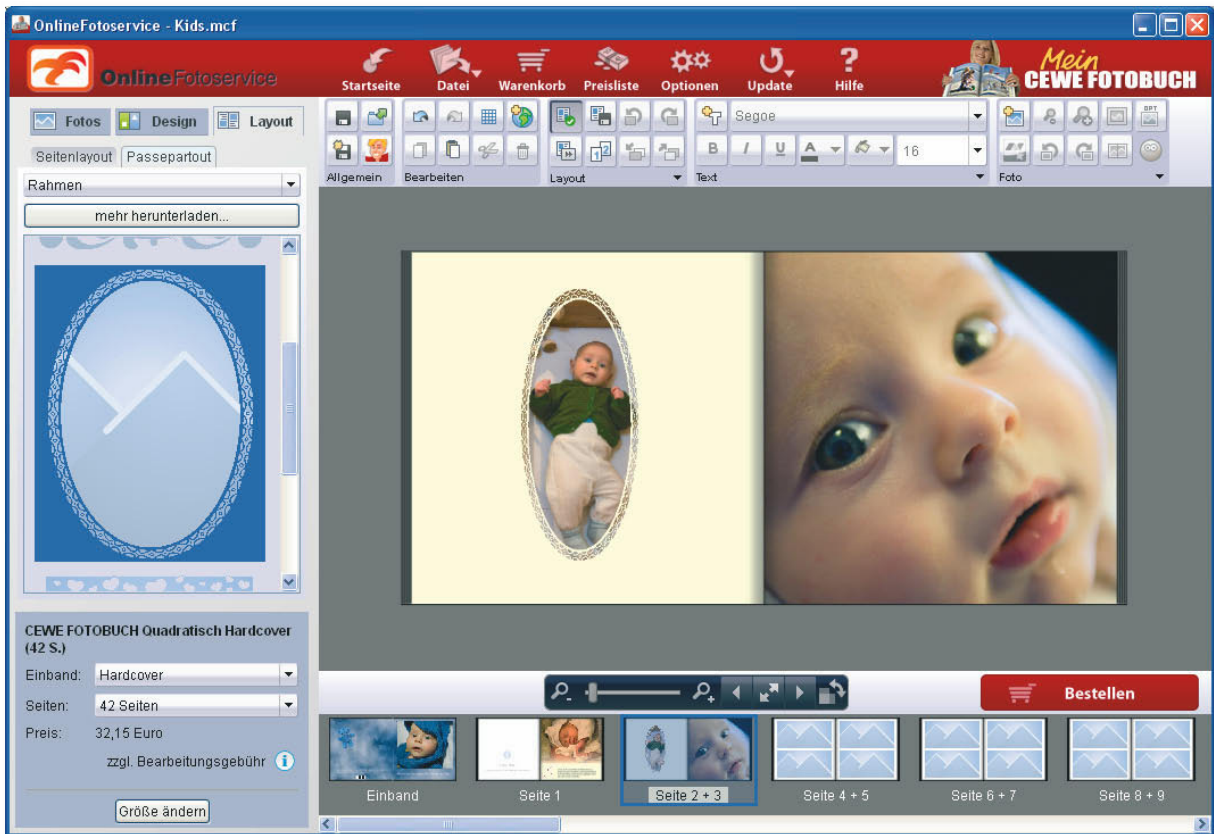 OnlineFotoservice - Kids.mcf
OnlineFotoservice
Startseite
Datei
Warenkorb
Preisliste
Optionen
Update
Hilfe
Mein
CEWE FOTOBUCH
Fotos
Design
Layout
Seitenlayout
Passepartout
Rahmen
mehr herunterladen...
Segoe
B I U A 16
1 2
Allgemein
Bearbeiten
Layout
Text
Foto
CEWE FOTOBUCH Quadratisch Hardcover
(42 S.)
Einband: Hardcover
Seiten: 42 Seiten
Preis: 32,15 Euro
zzgl. Bearbeitungsgebühr i
Größe ändern
Bestellen
Einband
Seite 1
Seite 2 + 3
Seite 4 + 5
Seite 6 + 7
Seite 8 + 9